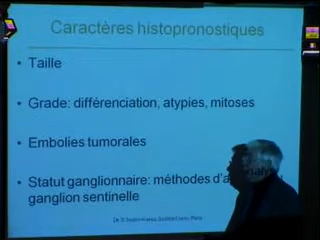 Caractères histopronostiques
• Taille
• Grade: différenciation, atypies, mitoses
• Embolies tumorales
• Statut ganglionnaire: méthodes
ganglion sentinelle